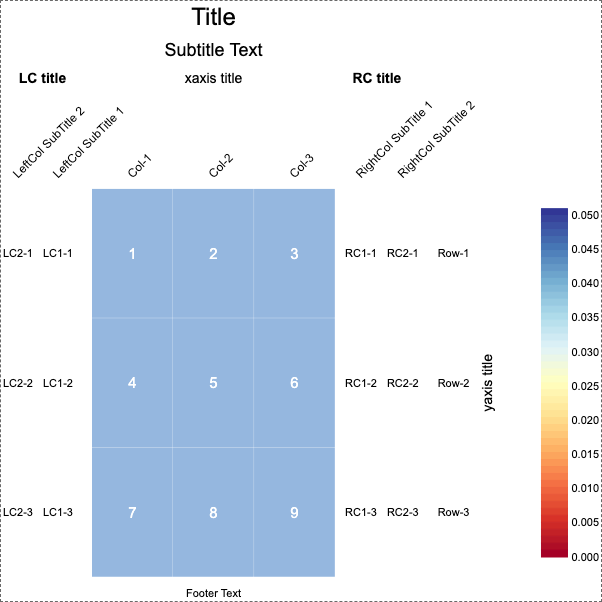 Title
Subtitle Text
LC title xaxis title RC title
LeftCol SubTitle 2 LeftCol SubTitle 1 Col-1 Col-2 Col-3 RightCol SubTitle 1 RightCol SubTitle 2
0.050
0.045
LC2-1 LC1-1 1 2 3 RC1-1 RC2-1 Row-1
0.040
0.035
0.030
LC2-2 LC1-2 4 5 6 RC1-2 RC2-2 Row-2
yaxis title
0.025
0.020
0.015
0.010
LC2-3 LC1-3 7 8 9 RC1-3 RC2-3 Row-3
0.005
0.000
Footer Text